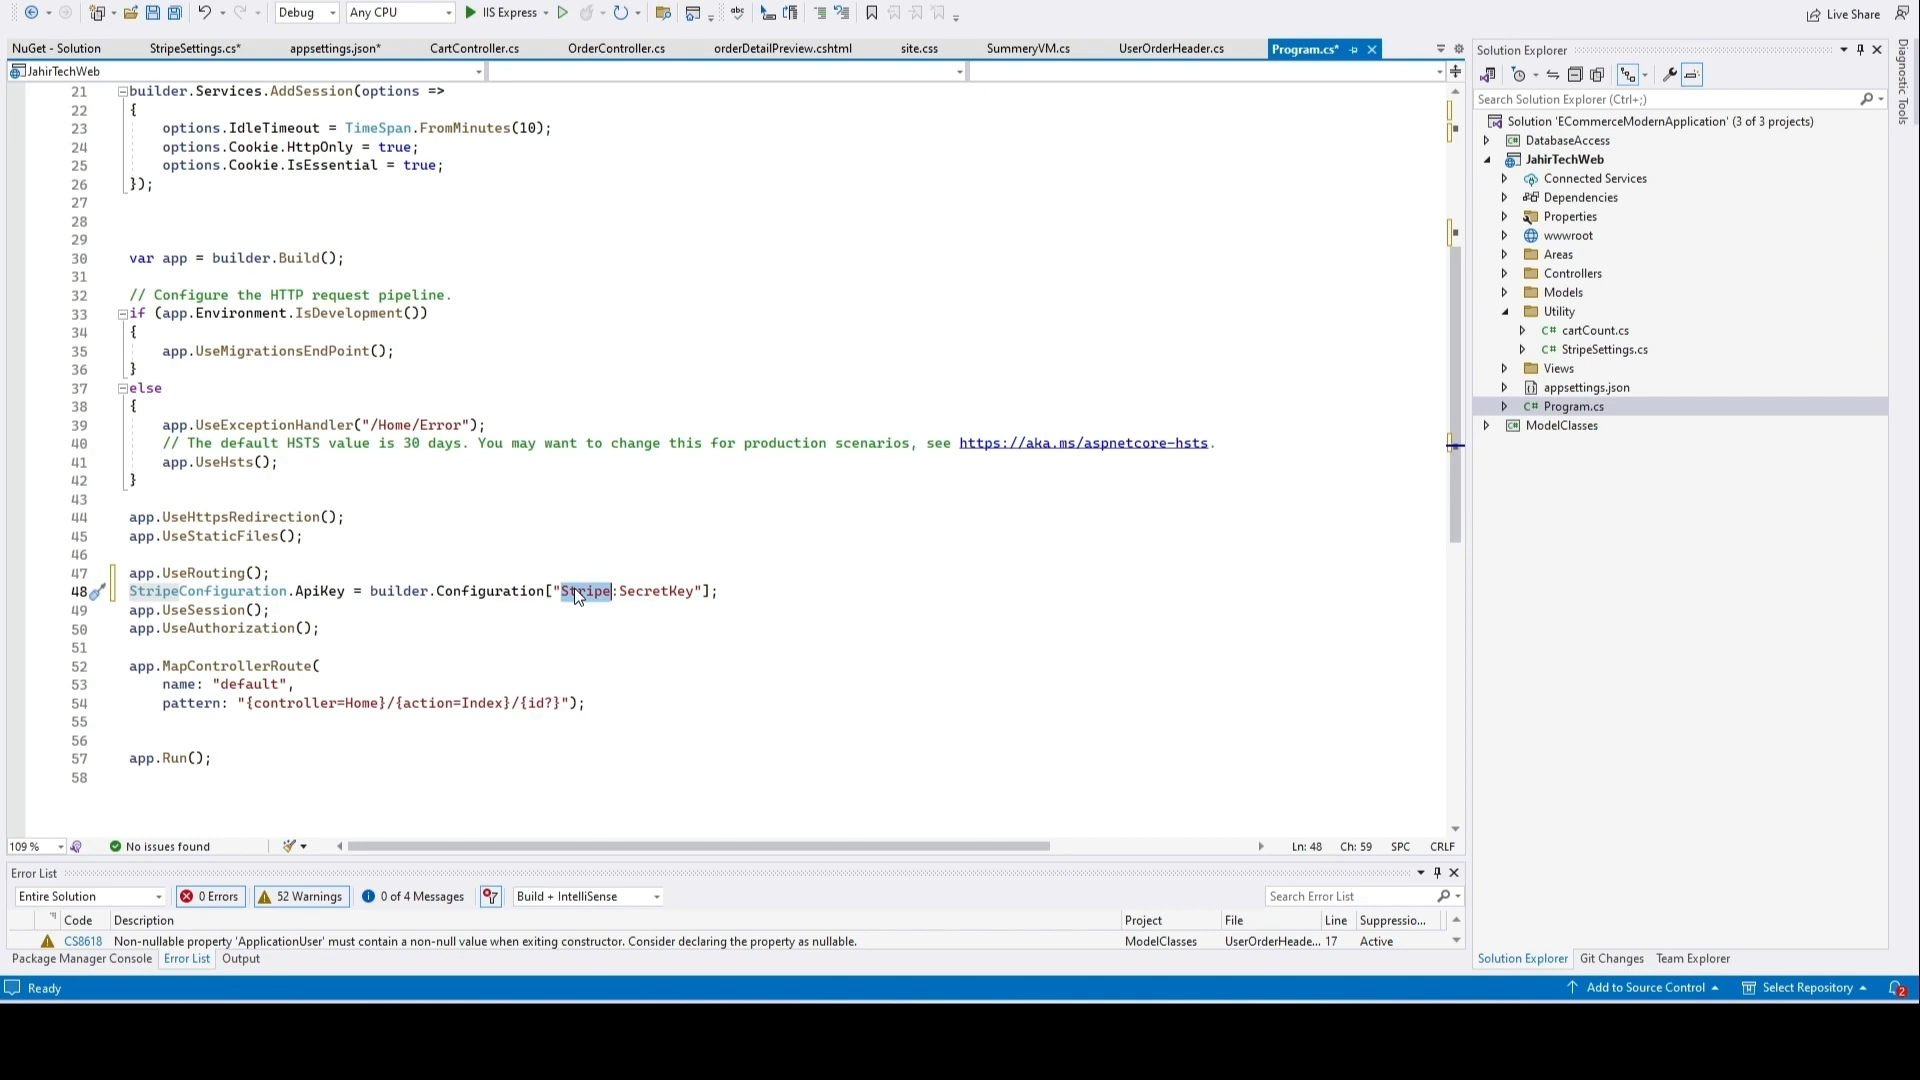 Debug
Any CPU
IIS Express
Live Share
NuGet - Solution
StripeSettings.cs*
appsettings.json*
CartController.cs
OrderController.cs
orderDetailPreview.cshtml
site.css
SummeryVM.cs
UserOrderHeader.cs
Program.cs*
JahirTechWeb
21 builder.Services.AddSession(options =>
22 {
23 options.IdleTimeout = TimeSpan.FromMinutes(10);
24 options.Cookie.HttpOnly = true;
25 options.Cookie.IsEssential = true;
26 });
27
28
29
30 var app = builder.Build();
31
32 // Configure the HTTP request pipeline.
33 if (app.Environment.IsDevelopment())
34 {
35 app.UseMigrationsEndPoint();
36 }
37 else
38 {
39 app.UseExceptionHandler("/Home/Error");
40 // The default HSTS value is 30 days. You may want to change this for production scenarios, see https://aka.ms/aspnetcore-hsts.
41 app.UseHsts();
42 }
43
44 app.UseHttpsRedirection();
45 app.UseStaticFiles();
46
47 app.UseRouting();
48 StripeConfiguration.ApiKey = builder.Configuration["Stripe:SecretKey"];
49 app.UseSession();
50 app.UseAuthorization();
51
52 app.MapControllerRoute(
53 name: "default",
54 pattern: "{controller=Home}/{action=Index}/{id?}");
55
56
57 app.Run();
58
109 %
No issues found
Ln: 48 Ch: 59 SPC CRLF
Error List
Entire Solution
0 Errors
52 Warnings
0 of 4 Messages
Build + IntelliSense
Search Error List
Code Description Project File Line Suppressio...
CS8618 Non-nullable property 'ApplicationUser' must contain a non-null value when exiting constructor. Consider declaring the property as nullable. ModelClasses UserOrderHeade... 17 Active
Package Manager Console Error List Output
Solution Explorer
Search Solution Explorer (Ctrl+;)
Solution 'ECommerceModernApplication' (3 of 3 projects)
DatabaseAccess
JahirTechWeb
Connected Services
Dependencies
Properties
wwwroot
Areas
Controllers
Models
Utility
C# cartCount.cs
C# StripeSettings.cs
Views
appsettings.json
C# Program.cs
ModelClasses
Solution Explorer Git Changes Team Explorer
Diagnostic Tools
Ready
Add to Source Control
Select Repository
2